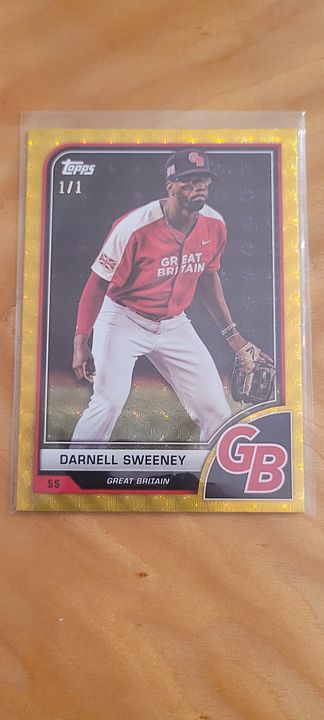 Topps
1/1
GB
GREAT
BRITAIN
DARNELL SWEENEY
GB
SS
GREAT BRITAIN